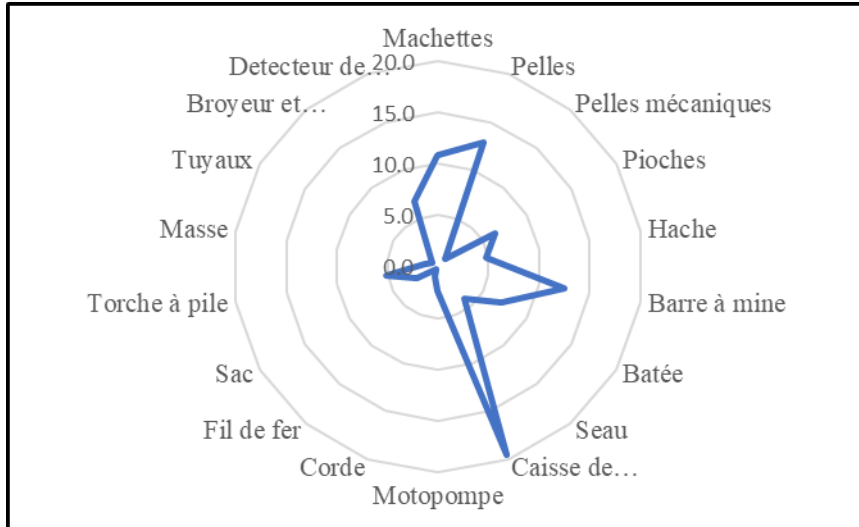 Machettes
20.0
15.0
10.0
5.0
0.0
Pelles
Pelles mécaniques
Pioches
Hache
Barre à mine
Batée
Seau
Caisse de…
Motopompe
Corde
Fil de fer
Sac
Torche à pile
Masse
Tuyaux
Broyeur et…
Detecteur de…